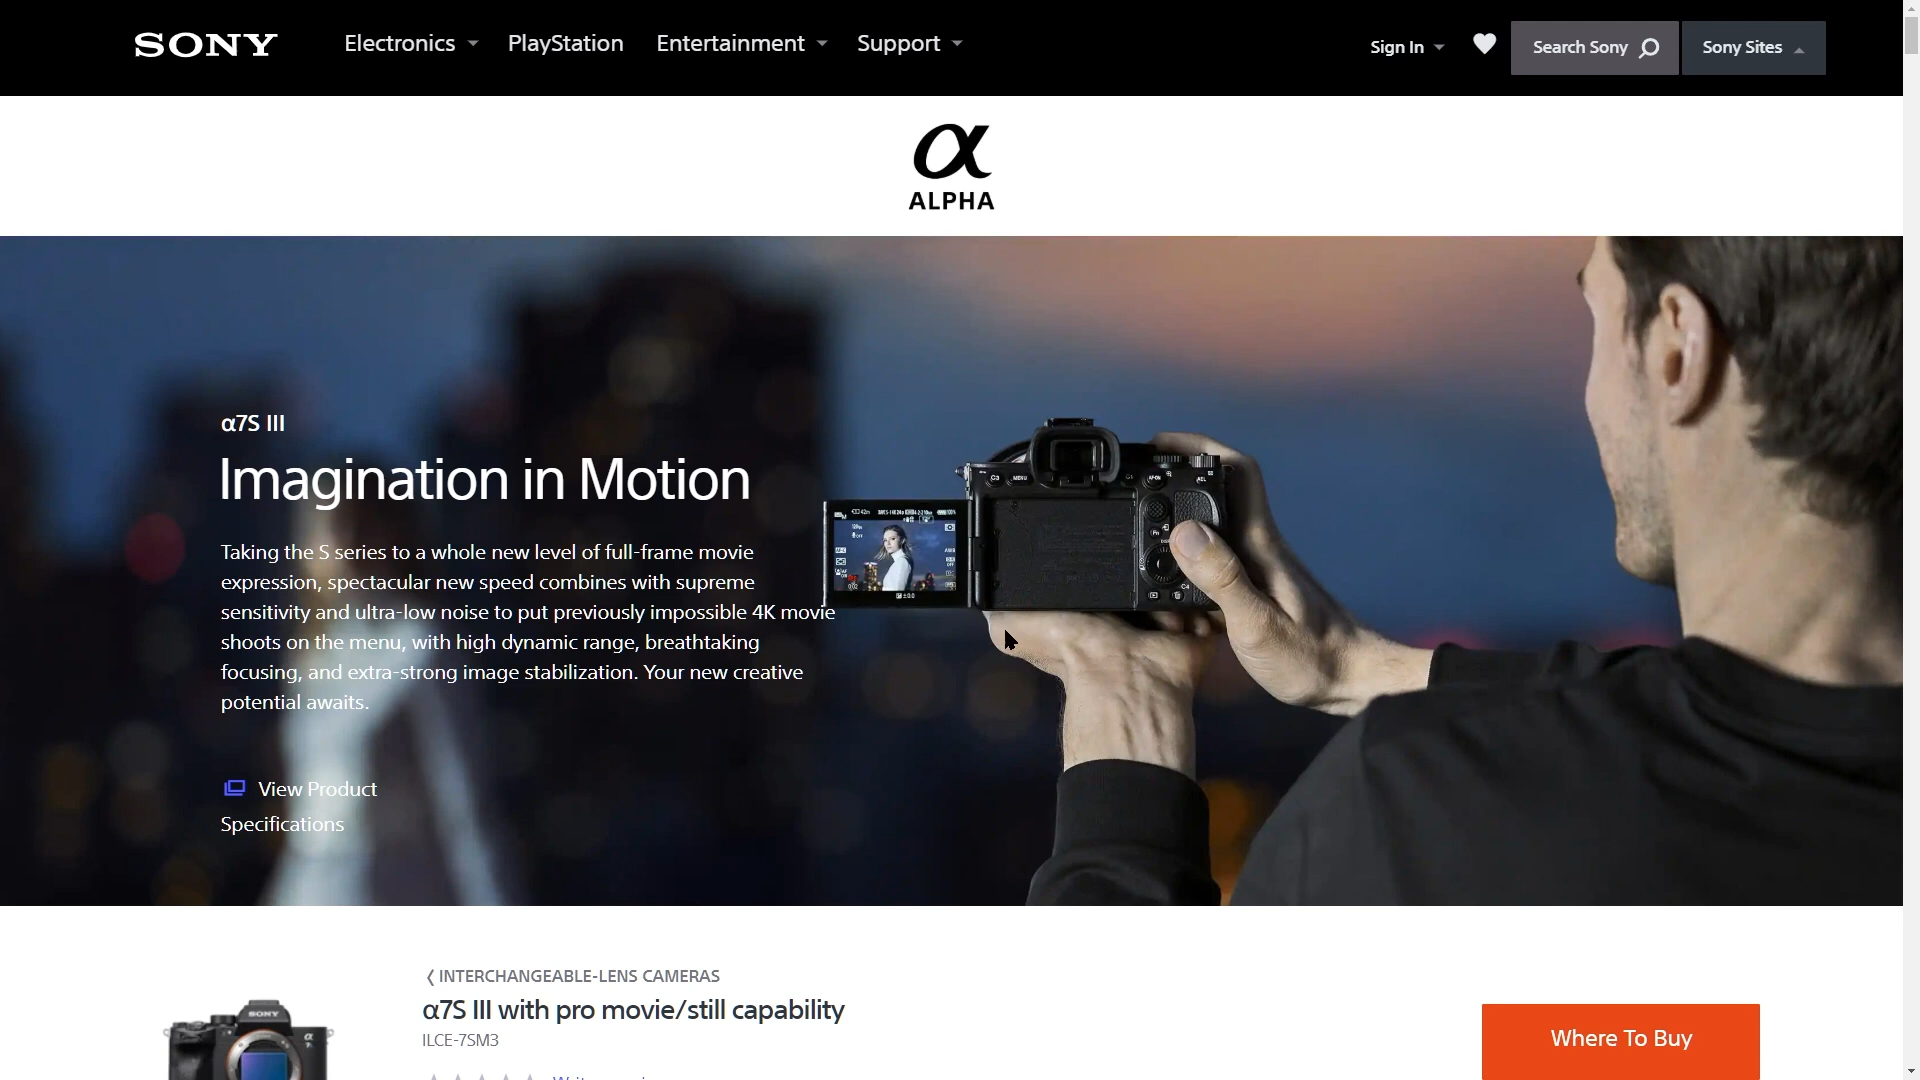 SONY
Electronics PlayStation Entertainment Support
Sign In Search Sony Sony Sites
α
ALPHA
α7S III
Imagination in Motion
Taking the S series to a whole new level of full-frame movie
expression, spectacular new speed combines with supreme
sensitivity and ultra-low noise to put previously impossible 4K movie
shoots on the menu, with high dynamic range, breathtaking
focusing, and extra-strong image stabilization. Your new creative
potential awaits.
View Product
Specifications
MENU
INTERCHANGEABLE-LENS CAMERAS
α7S III with pro movie/still capability
ILCE-7SM3
SONY
Where To Buy